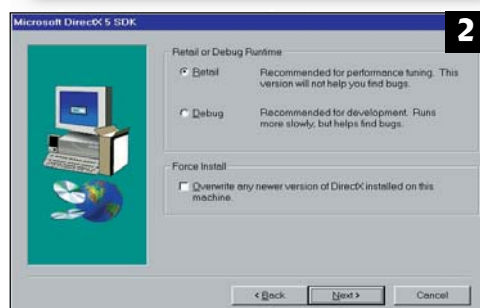 Microsoft DirectX 5 SDK
2
Retail or Debug Runtime
Retail
Recommended for performance tuning. This
version will not help you find bugs.
Debug
Recommended for development. Runs
more slowly, but helps find bugs.
Force Install
Overwrite any newer version of DirectX installed on this
machine.
< Back
Next >
Cancel